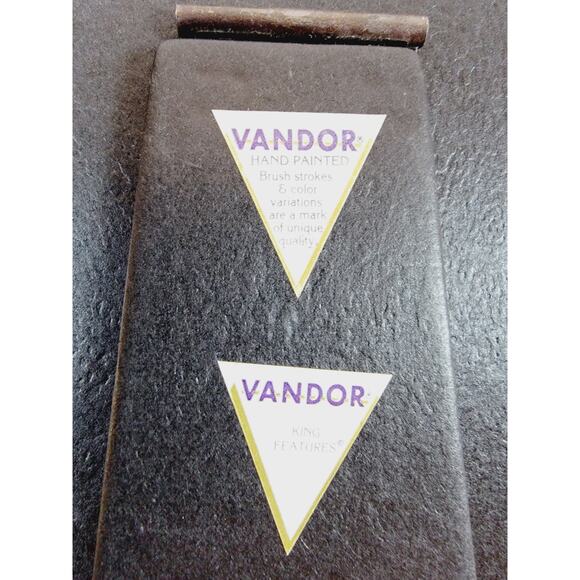 VANDOR®
HAND PAINTED
Brush strokes
& color
variations
are a mark
of unique
quality.
VANDOR®
KING
FEATURES®